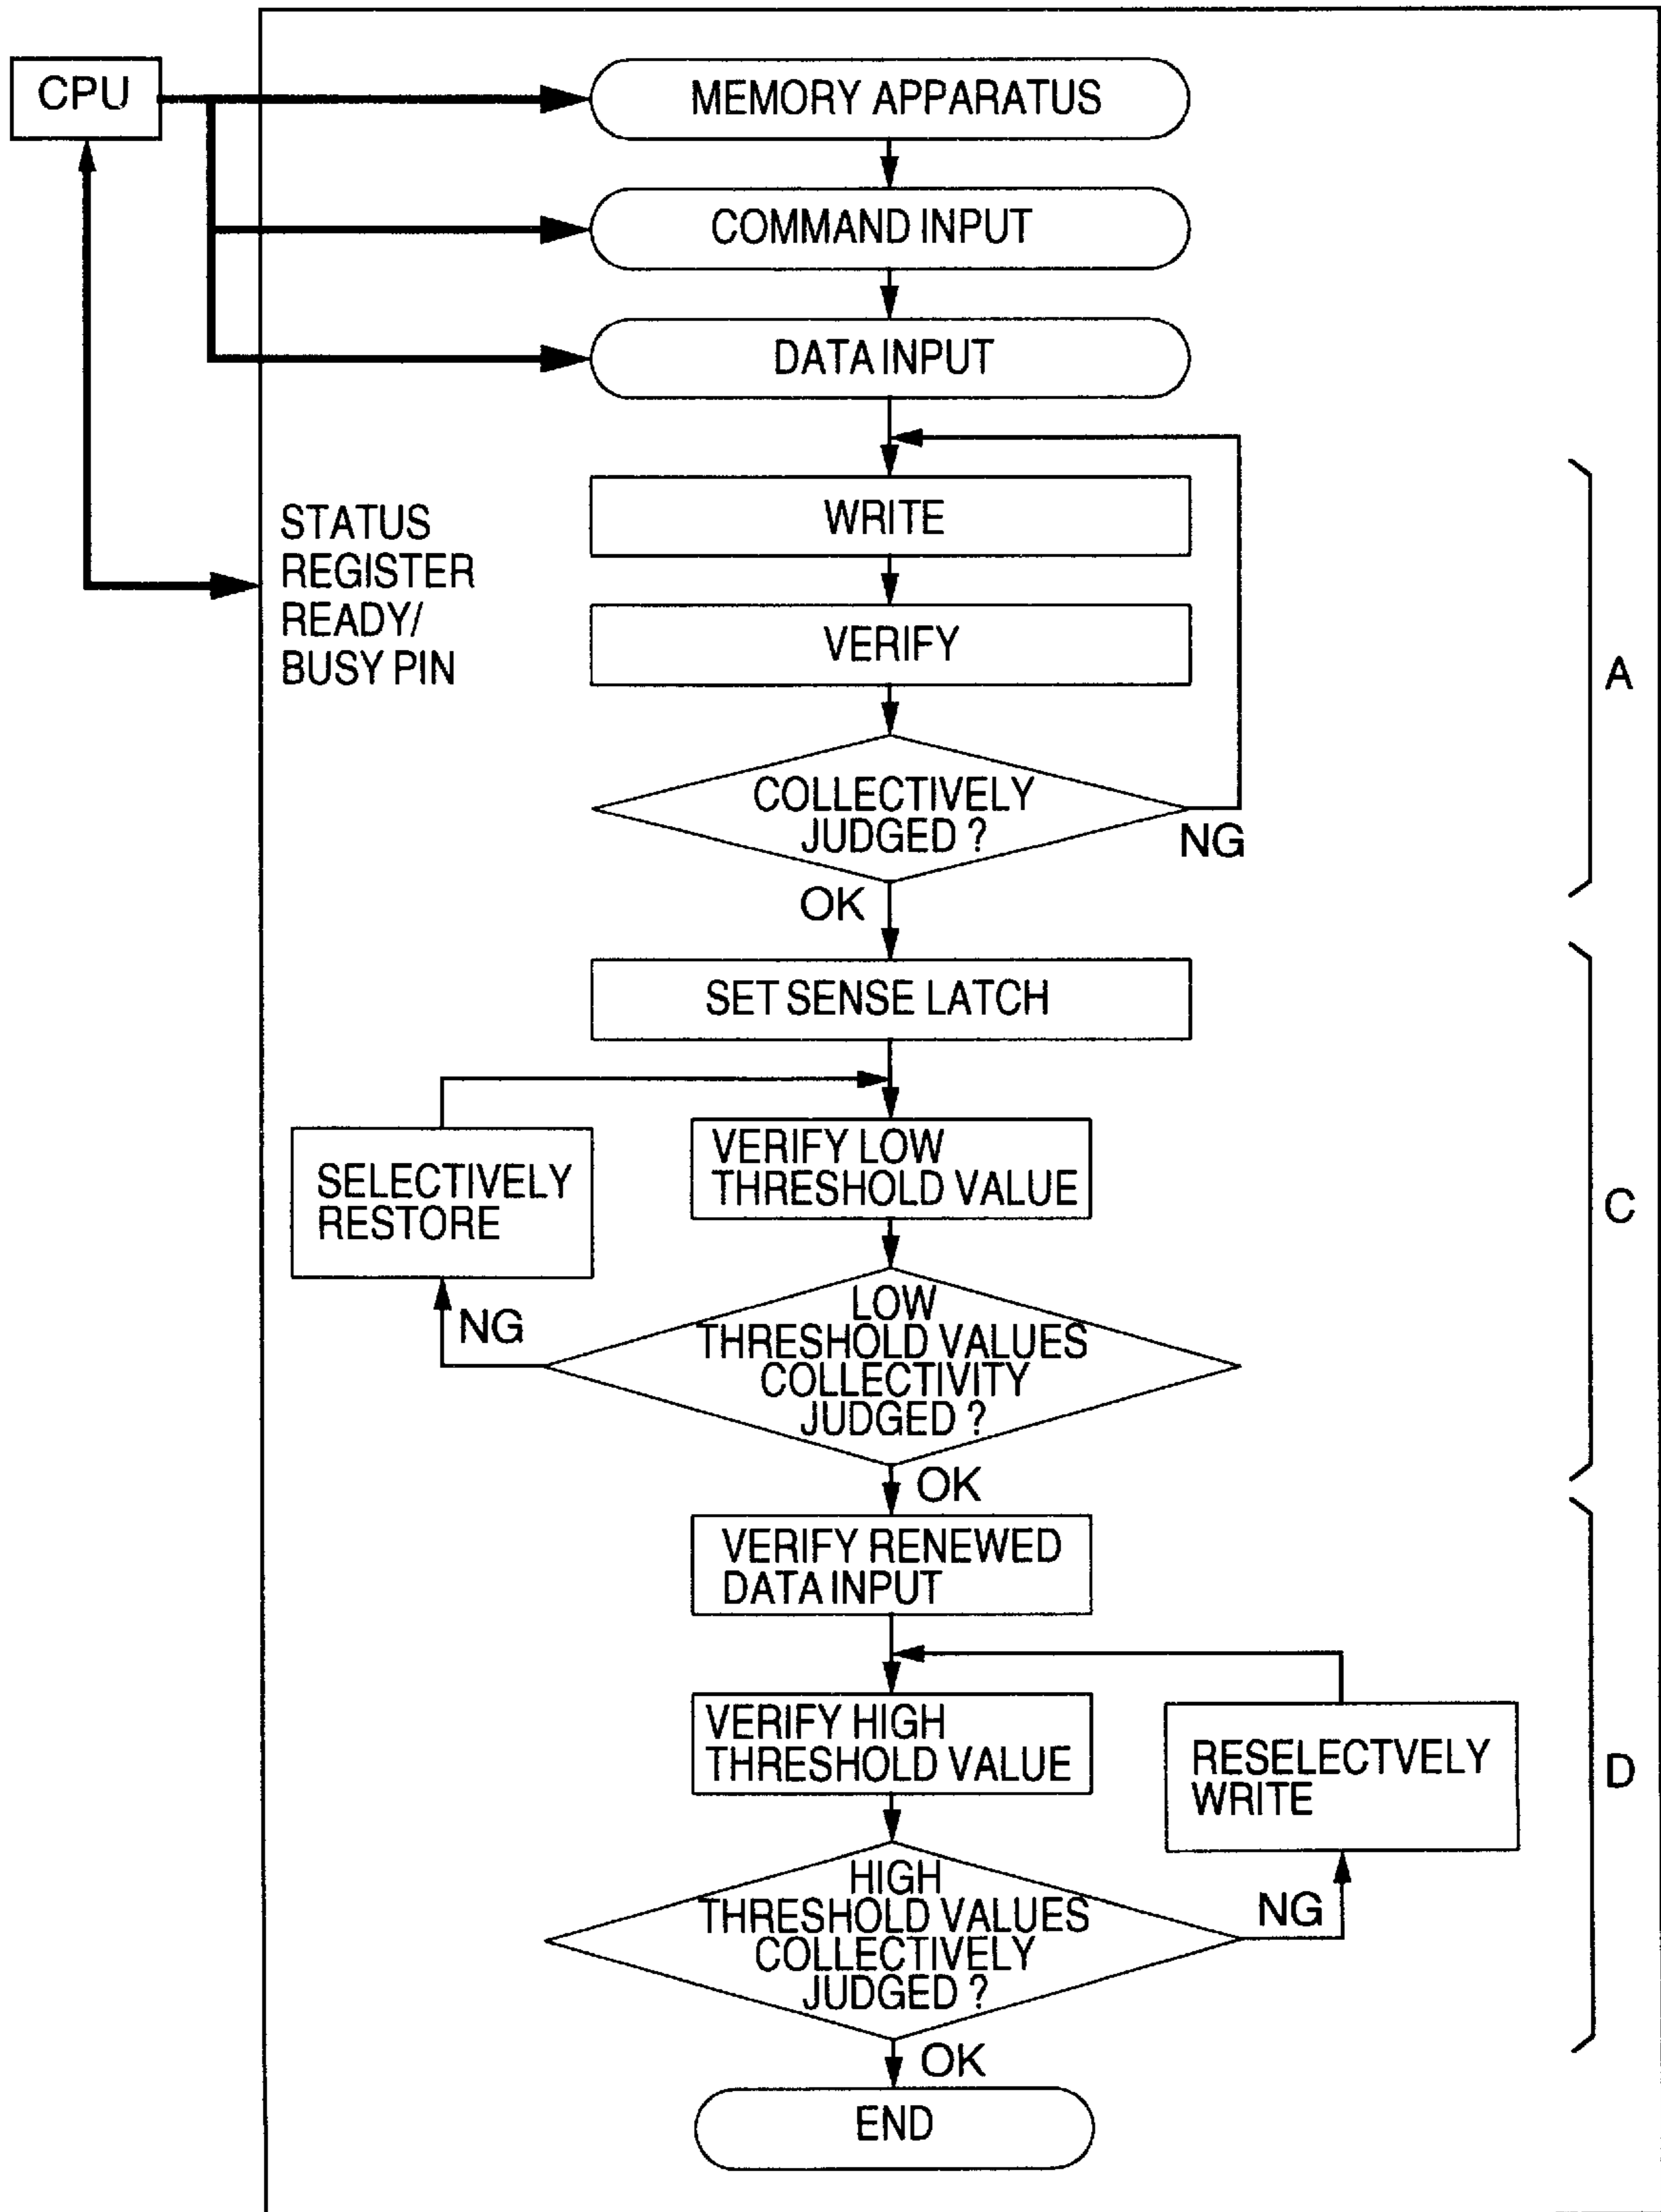 CPU
MEMORY APPARATUS
COMMAND INPUT
DATA INPUT
STATUS
REGISTER
READY/
BUSY PIN
WRITE
VERIFY
A
COLLECTIVELY
JUDGED ?
NG
OK
SET SENSE LATCH
SELECTIVELY
RESTORE
VERIFY LOW
THRESHOLD VALUE
C
NG
LOW
THRESHOLD VALUES
COLLECTIVITY
JUDGED ?
OK
VERIFY RENEWED
DATA INPUT
VERIFY HIGH
THRESHOLD VALUE
RESELECTVELY
WRITE
D
HIGH
THRESHOLD VALUES
COLLECTIVELY
JUDGED ?
NG
OK
END